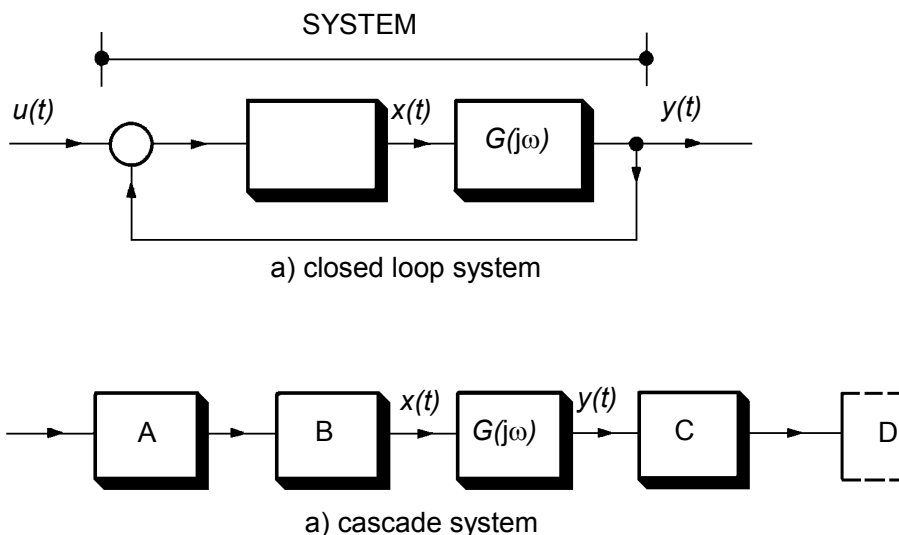 SYSTEM
u(t) x(t) G(jω) y(t)
a) closed loop system
A B x(t) G(jω) y(t) C D
a) cascade system